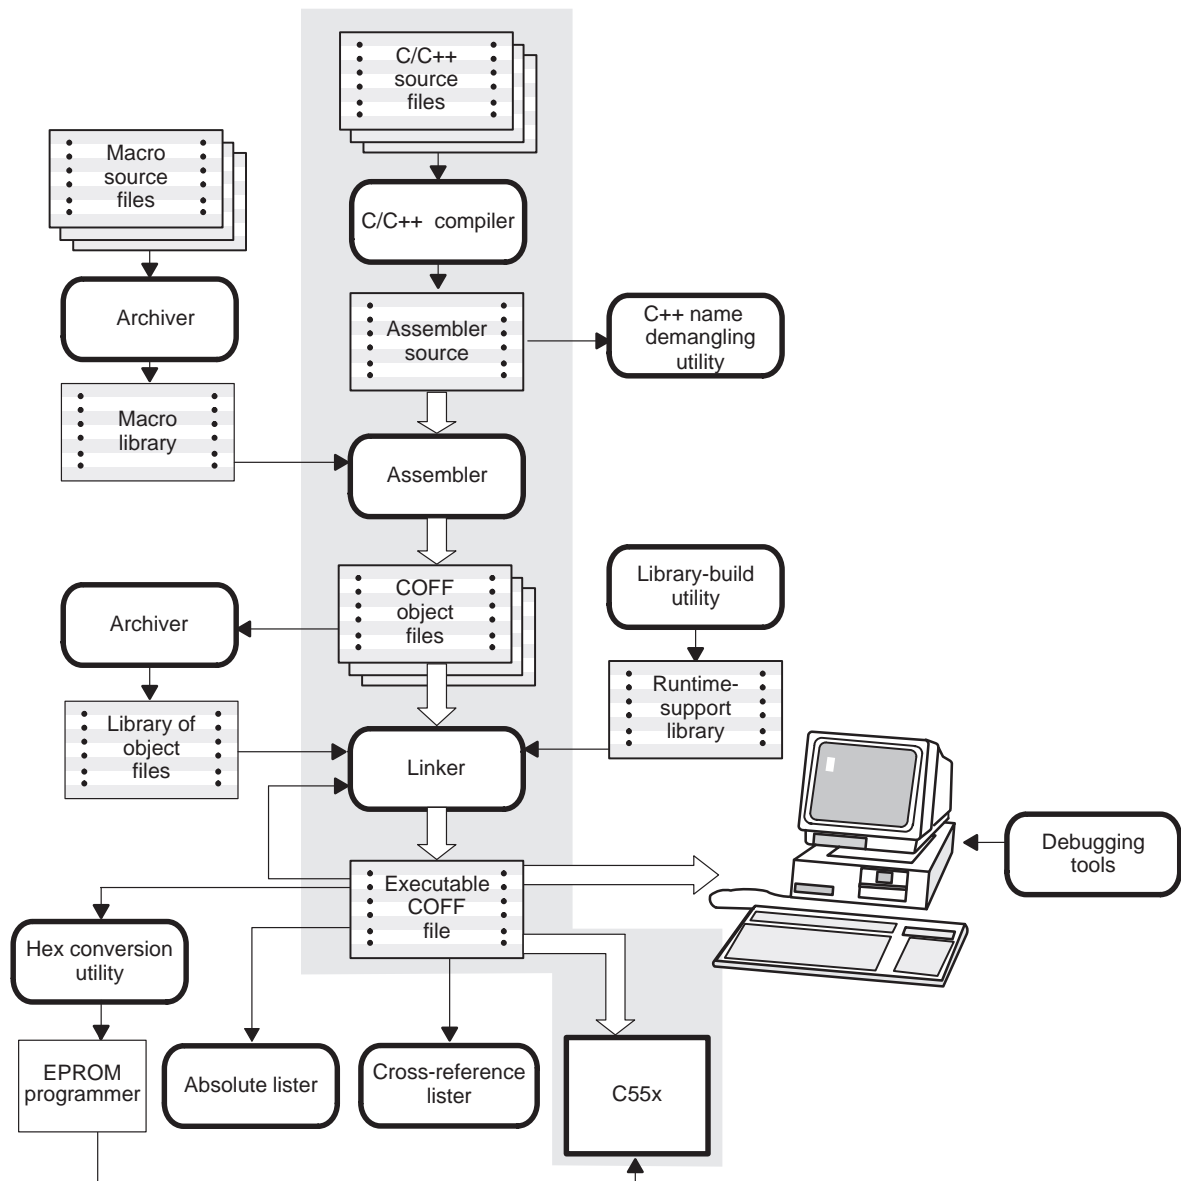 C/C++
source
files
Macro
source
files
C/C++ compiler
Archiver
Assembler
source
C++ name
demangling
utility
Macro
library
Assembler
COFF
object
files
Library-build
utility
Archiver
Runtime-
support
library
Library of
object
files
Linker
Debugging
tools
Executable
COFF
file
Hex conversion
utility
EPROM
programmer
Absolute lister
Cross-reference
lister
C55x